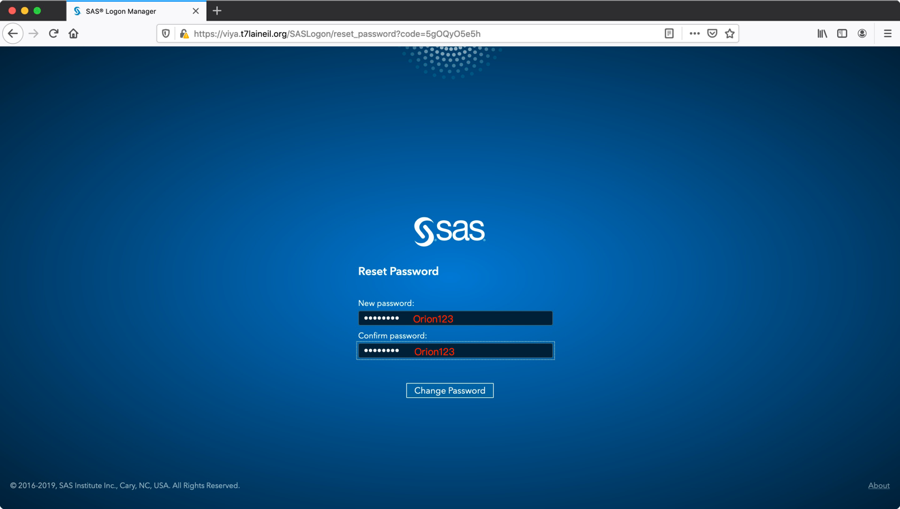 SAS® Logon Manager
https://viya.t7laineil.org/SASLogon/reset_password?code=5gOQyO5e5h
sas
Reset Password
New password:
Orion123
Confirm password:
Orion123
Change Password
© 2016-2019, SAS Institute Inc., Cary, NC, USA. All Rights Reserved.
About